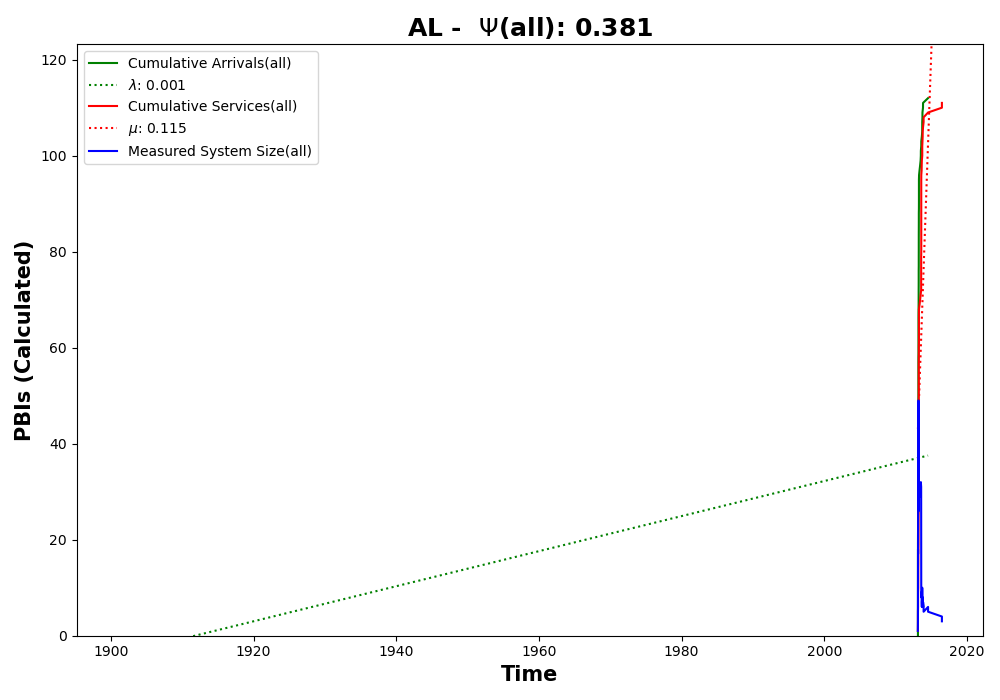 AL - Ψ(all): 0.381
Cumulative Arrivals(all)
λ: 0.001
Cumulative Services(all)
μ: 0.115
Measured System Size(all)
PBIs (Calculated)
120
100
80
60
40
20
0
1900 1920 1940 1960 1980 2000 2020
Time